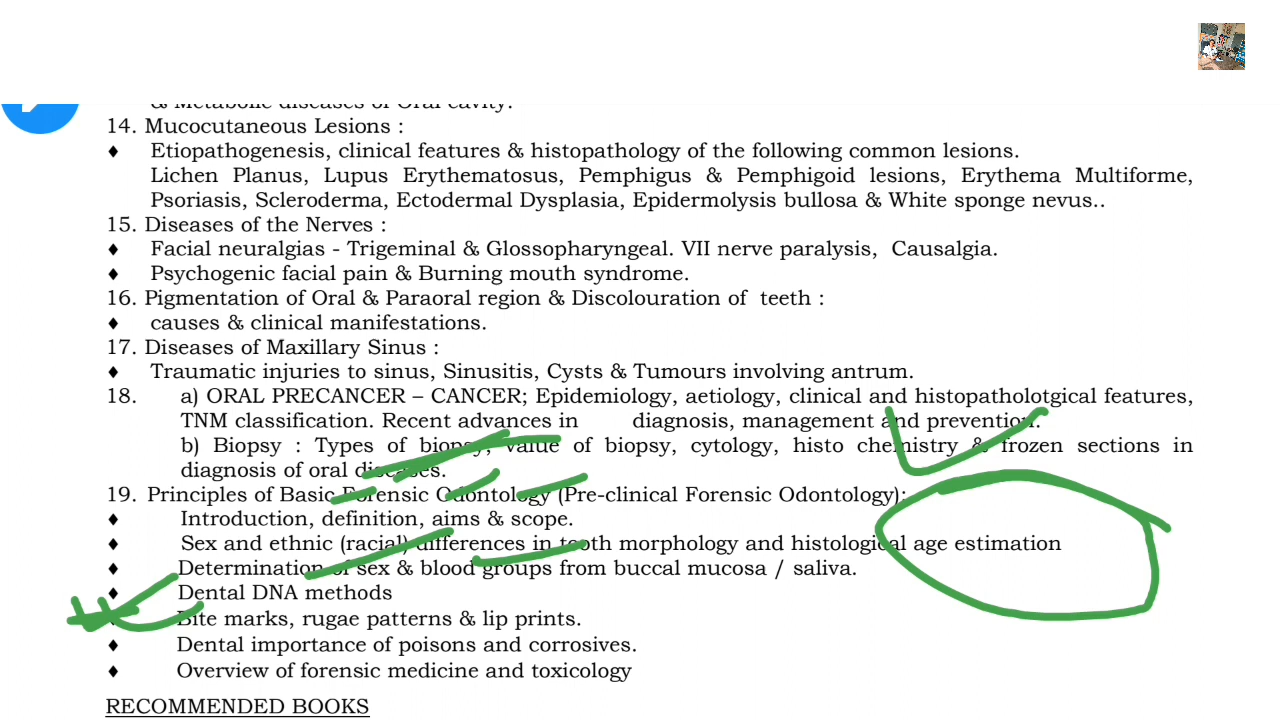 & Metabolic diseases of Oral cavity.
14. Mucocutaneous Lesions :
♦ Etiopathogenesis, clinical features & histopathology of the following common lesions.
Lichen Planus, Lupus Erythematosus, Pemphigus & Pemphigoid lesions, Erythema Multiforme,
Psoriasis, Scleroderma, Ectodermal Dysplasia, Epidermolysis bullosa & White sponge nevus..
15. Diseases of the Nerves :
♦ Facial neuralgias - Trigeminal & Glossopharyngeal. VII nerve paralysis, Causalgia.
♦ Psychogenic facial pain & Burning mouth syndrome.
16. Pigmentation of Oral & Paraoral region & Discolouration of teeth :
♦ causes & clinical manifestations.
17. Diseases of Maxillary Sinus :
♦ Traumatic injuries to sinus, Sinusitis, Cysts & Tumours involving antrum.
18. a) ORAL PRECANCER – CANCER; Epidemiology, aetiology, clinical and histopatholotgical features,
TNM classification. Recent advances in diagnosis, management and prevention.
b) Biopsy : Types of biopsy, value of biopsy, cytology, histo chemistry & frozen sections in
diagnosis of oral diseases.
19. Principles of Basic Forensic Odontology (Pre-clinical Forensic Odontology):
♦ Introduction, definition, aims & scope.
♦ Sex and ethnic (racial) differences in tooth morphology and histological age estimation
♦ Determination of sex & blood groups from buccal mucosa / saliva.
♦ Dental DNA methods
♦ Bite marks, rugae patterns & lip prints.
♦ Dental importance of poisons and corrosives.
♦ Overview of forensic medicine and toxicology
RECOMMENDED BOOKS